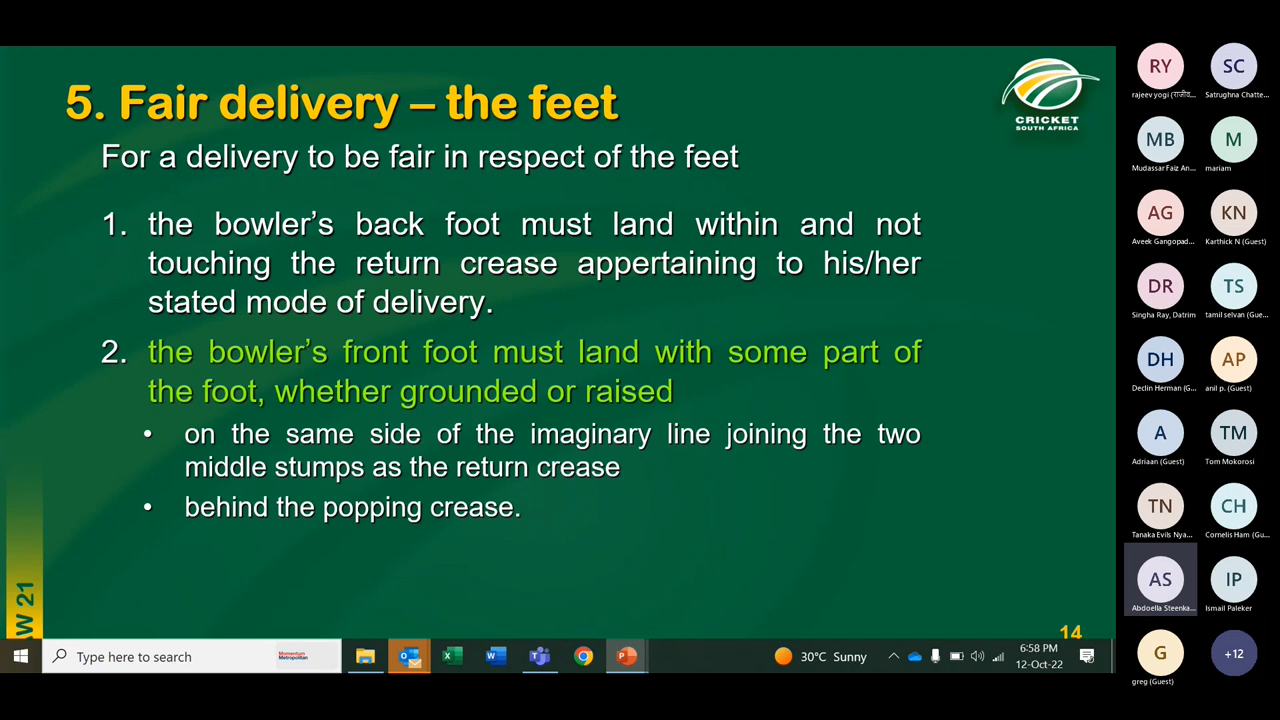 5. Fair delivery – the feet
CRICKET
SOUTH AFRICA
For a delivery to be fair in respect of the feet
1. the bowler's back foot must land within and not
touching the return crease appertaining to his/her
stated mode of delivery.
2. the bowler's front foot must land with some part of
the foot, whether grounded or raised
• on the same side of the imaginary line joining the two
middle stumps as the return crease
• behind the popping crease.
AW 21
14
Type here to search
Momentum
Metropolitan
30°C Sunny
6:58 PM
12-Oct-22
RY
SC
rajeev yogi (राजीव...
Satrughna Chatte...
MB
M
Mudassar Faiz An...
mariam
AG
KN
Aveek Gangopad...
Karthick N (Guest)
DR
TS
Singha Ray, Datrim
tamil selvan (Gue...
DH
AP
Declin Herman (G...
anil p. (Guest)
A
TM
Adriaan (Guest)
Tom Mokorosi
TN
CH
Tanaka Evils Nya...
Cornelis Ham (Gu...
AS
IP
Abdoella Steenka...
Ismail Paleker
G
+12
greg (Guest)